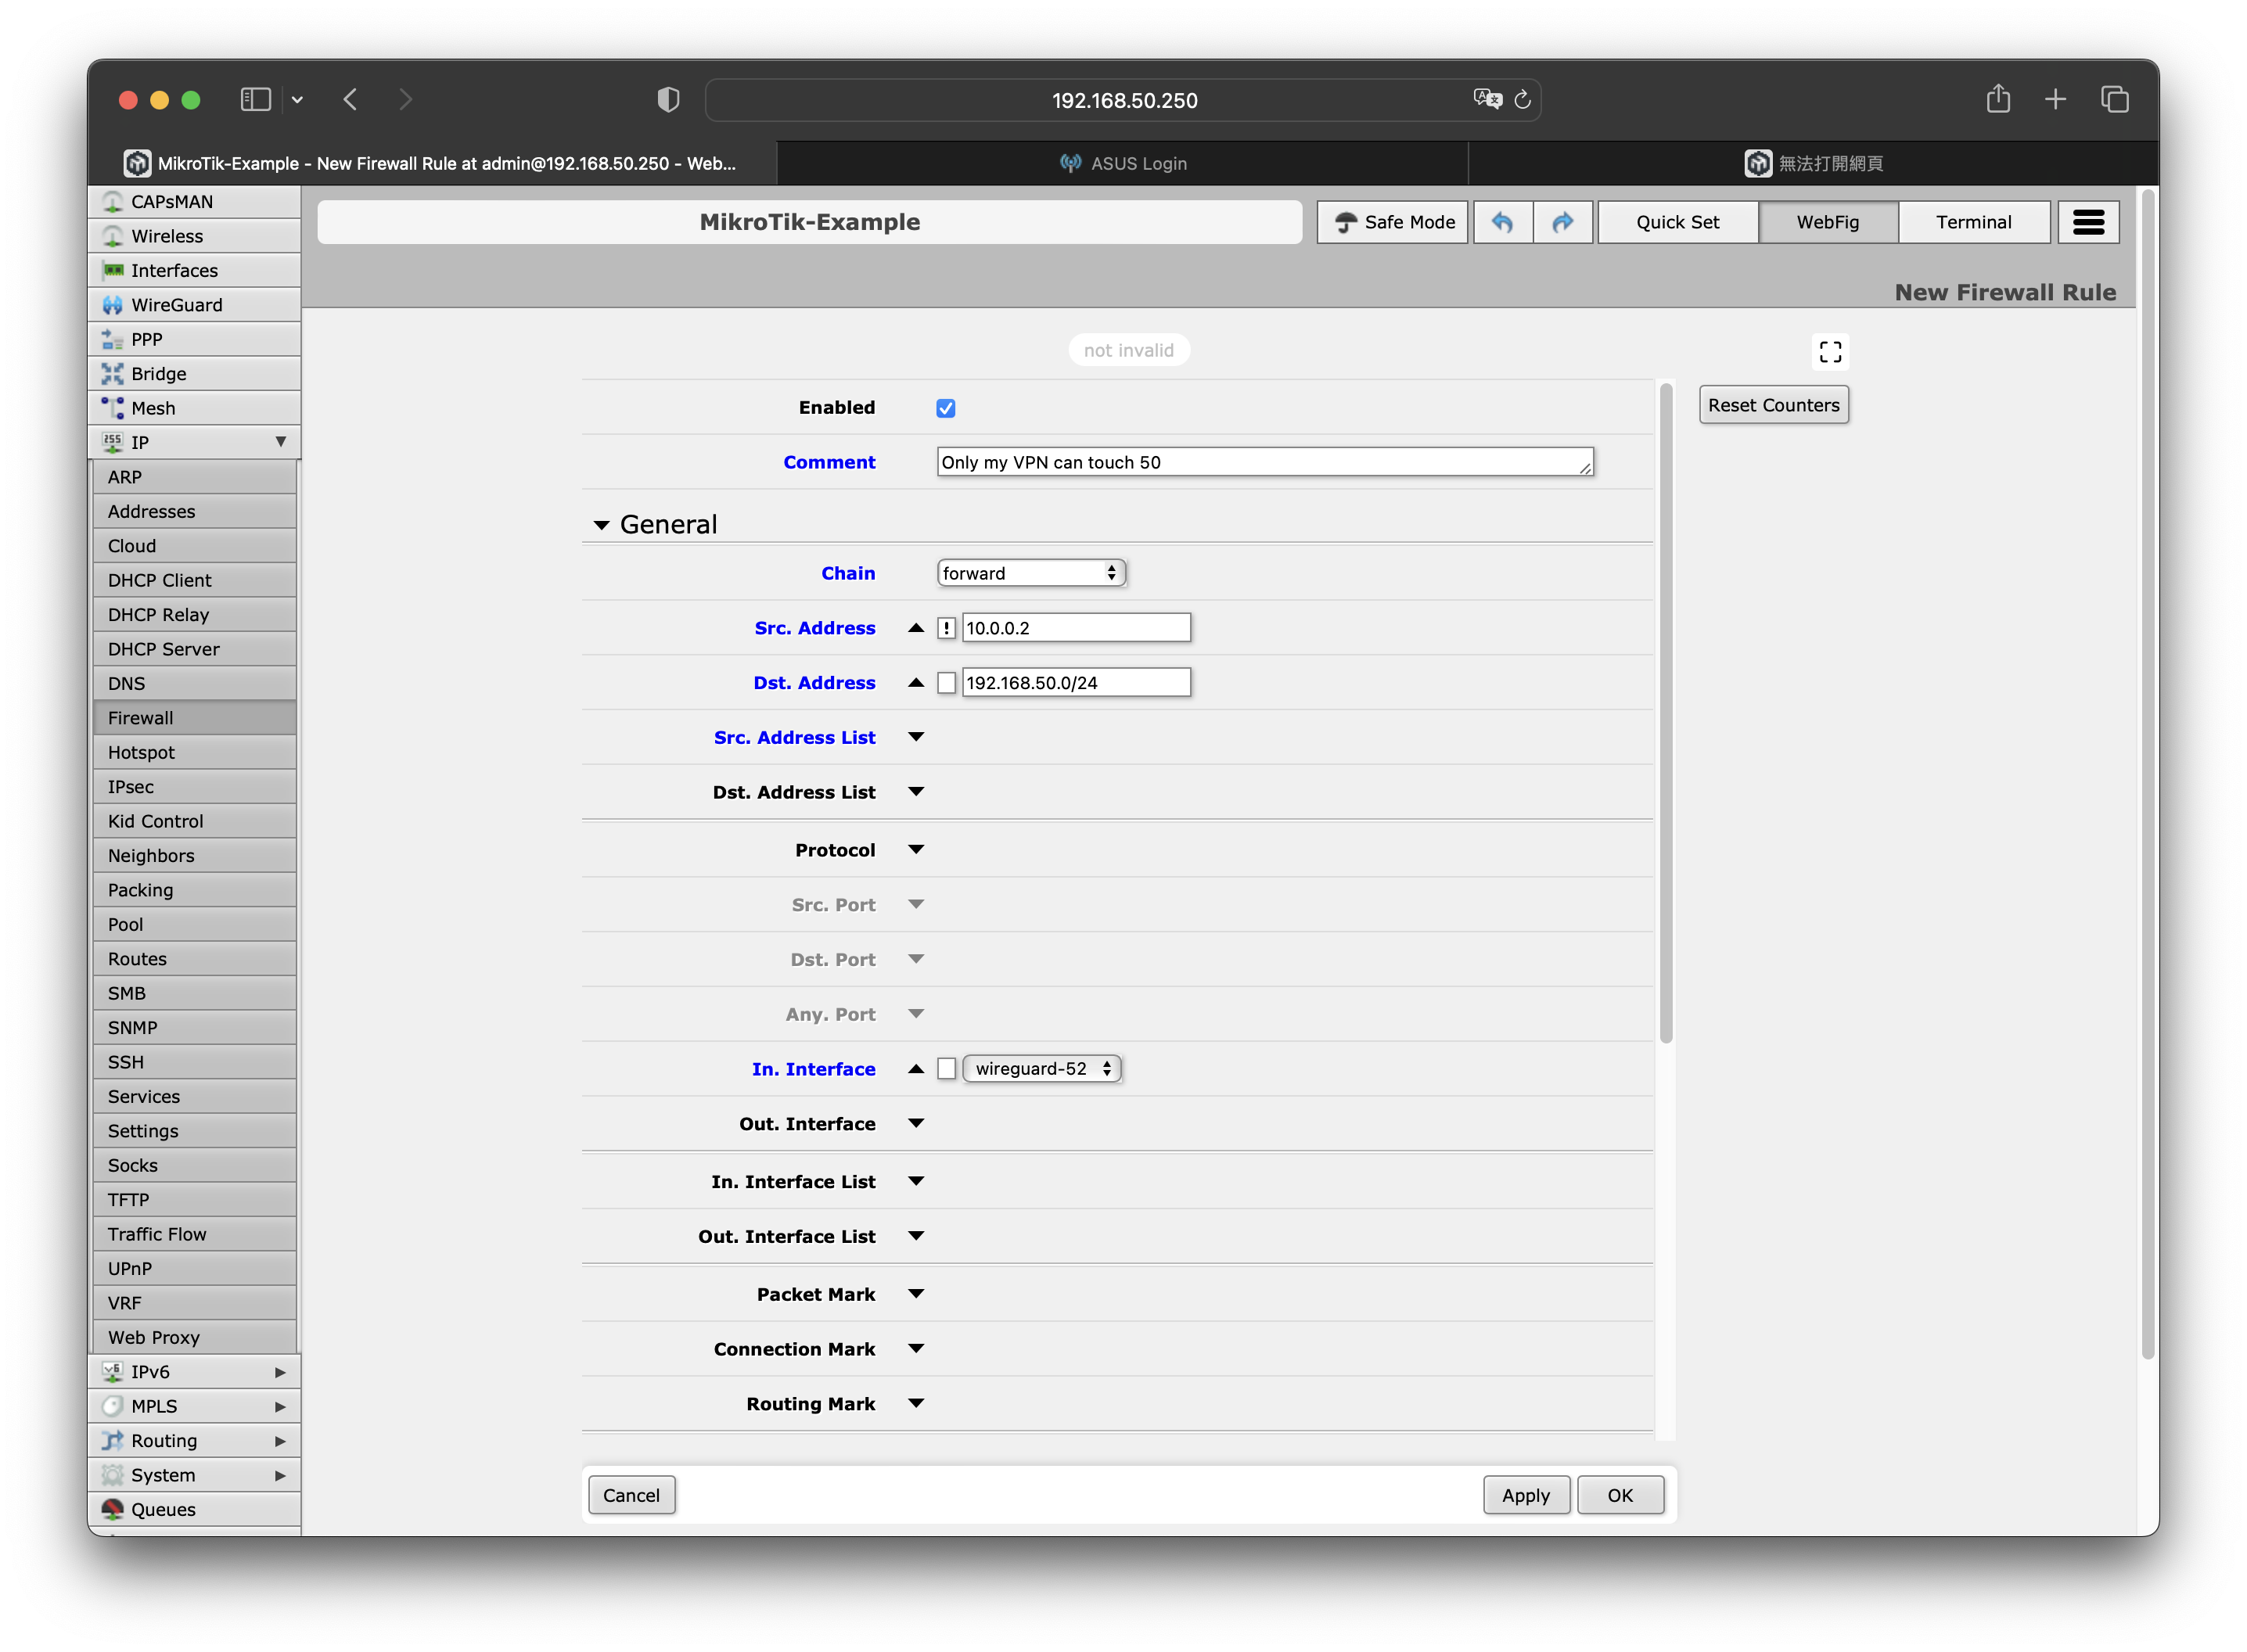 192.168.50.250
MikroTik-Example - New Firewall Rule at admin@192.168.50.250 - Web...
ASUS Login
無法打開網頁
CAPsMAN
Wireless
Interfaces
WireGuard
PPP
Bridge
Mesh
IP
ARP
Addresses
Cloud
DHCP Client
DHCP Relay
DHCP Server
DNS
Firewall
Hotspot
IPsec
Kid Control
Neighbors
Packing
Pool
Routes
SMB
SNMP
SSH
Services
Settings
Socks
TFTP
Traffic Flow
UPnP
VRF
Web Proxy
IPv6
MPLS
Routing
System
Queues
MikroTik-Example
Safe Mode
Quick Set
WebFig
Terminal
New Firewall Rule
not invalid
Reset Counters
Enabled
Comment Only my VPN can touch 50
General
Chain forward
Src. Address ! 10.0.0.2
Dst. Address 192.168.50.0/24
Src. Address List
Dst. Address List
Protocol
Src. Port
Dst. Port
Any. Port
In. Interface wireguard-52
Out. Interface
In. Interface List
Out. Interface List
Packet Mark
Connection Mark
Routing Mark
Cancel
Apply
OK